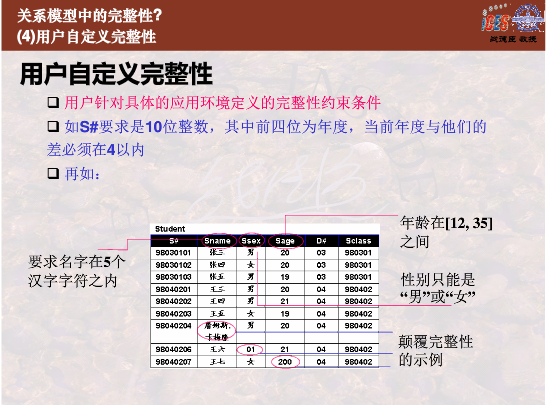 关系模型中的完整性?
(4)用户自定义完整性
ICES
战德臣 教授
用户自定义完整性
用户针对具体的应用环境定义的完整性约束条件
如S#要求是10位整数，其中前四位为年度，当前年度与他们的
差必须在4以内
再如：
Student
S# Sname Ssex Sage D# Sclass
98030101 张三 男 20 03 980301
98030102 张四 女 20 03 980301
98030103 张五 男 19 03 980301
98040201 王三 男 20 04 980402
98040202 王四 男 21 04 980402
98040203 王五 女 19 04 980402
98040204 詹姆斯. 男 20 04 980402
卡梅隆
98040206 王六 01 21 04 980402
98040207 王七 女 200 04 980402
要求名字在5个
汉字字符之内
年龄在[12, 35]
之间
性别只能是
“男”或“女”
颠覆完整性
的示例